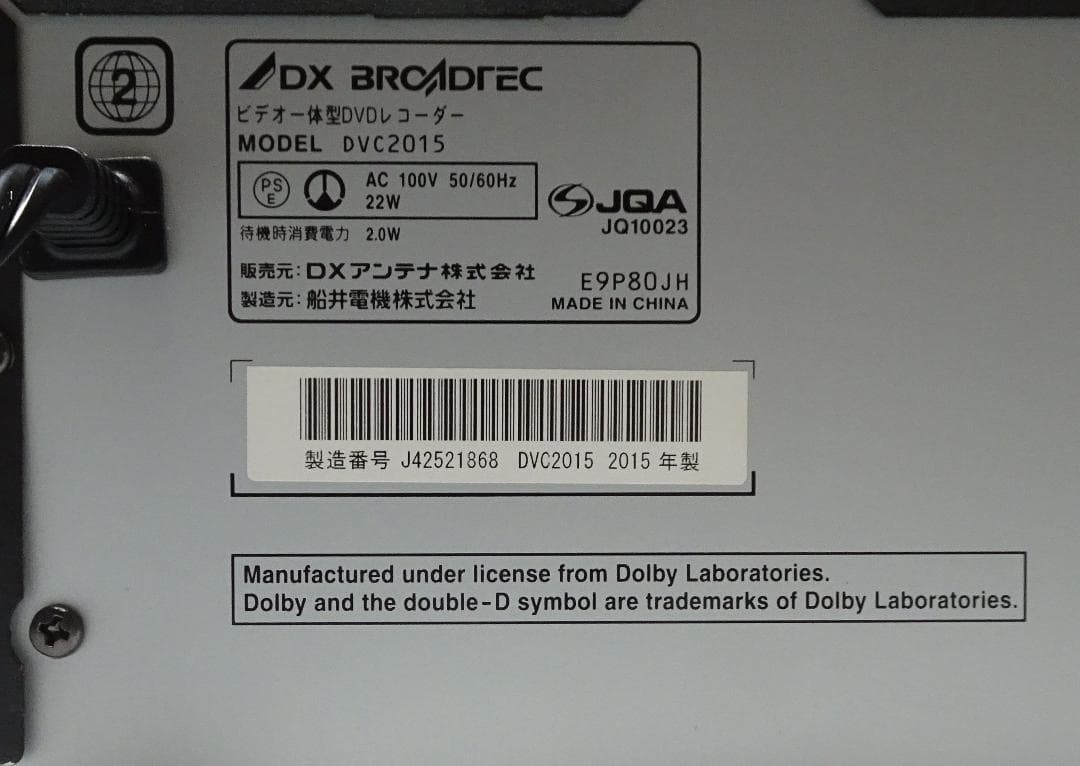 2
DX BROADTEC
ビデオ一体型DVDレコーダー
MODEL DVC2015
PS
E
AC 100V 50/60Hz
22W
JQA
JQ10023
待機時消費電力 2.0W
販売元:DXアンテナ株式会社
製造元:船井電機株式会社
E9P80JH
MADE IN CHINA
製造番号 J42521868 DVC2015 2015年製
Manufactured under license from Dolby Laboratories.
Dolby and the double-D symbol are trademarks of Dolby Laboratories.